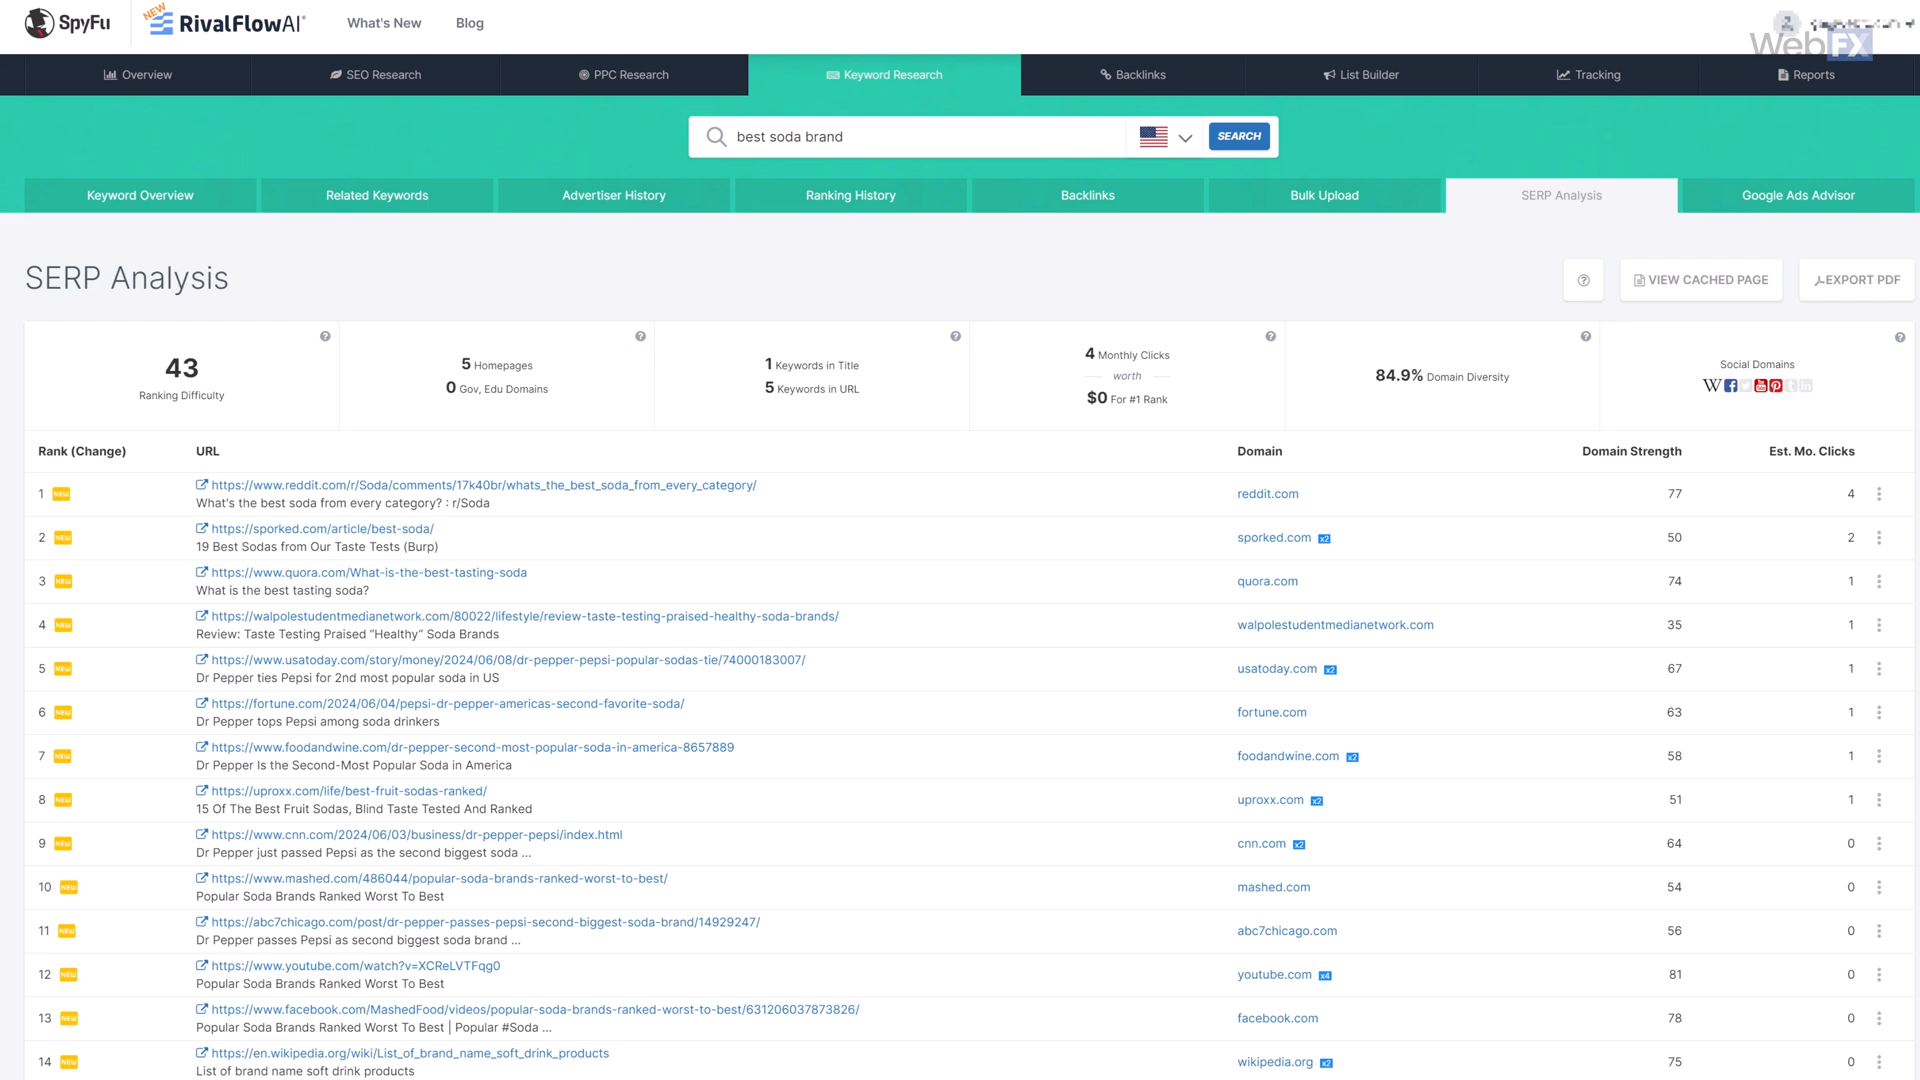 SpyFu
NEW RivalFlowAI What's New Blog
WebFX
Overview SEO Research PPC Research Keyword Research Backlinks List Builder Tracking Reports
best soda brand SEARCH
Keyword Overview Related Keywords Advertiser History Ranking History Backlinks Bulk Upload SERP Analysis Google Ads Advisor
SERP Analysis
? VIEW CACHED PAGE EXPORT PDF
43
Ranking Difficulty
?
5 Homepages
0 Gov, Edu Domains
?
1 Keywords in Title
5 Keywords in URL
?
4 Monthly Clicks
worth
$0 For #1 Rank
?
84.9% Domain Diversity
?
Social Domains
W
?
Rank (Change) URL Domain Domain Strength Est. Mo. Clicks
1 NEW https://www.reddit.com/r/Soda/comments/17k40br/whats_the_best_soda_from_every_category/ reddit.com 77 4
What's the best soda from every category? : r/Soda
2 NEW https://sporked.com/article/best-soda/ sporked.com x2 50 2
19 Best Sodas from Our Taste Tests (Burp)
3 NEW https://www.quora.com/What-is-the-best-tasting-soda quora.com 74 1
What is the best tasting soda?
4 NEW https://walpolestudentmedianetwork.com/80022/lifestyle/review-taste-testing-praised-healthy-soda-brands/ walpolestudentmedianetwork.com 35 1
Review: Taste Testing Praised “Healthy” Soda Brands
5 NEW https://www.usatoday.com/story/money/2024/06/08/dr-pepper-pepsi-popular-sodas-tie/74000183007/ usatoday.com x2 67 1
Dr Pepper ties Pepsi for 2nd most popular soda in US
6 NEW https://fortune.com/2024/06/04/pepsi-dr-pepper-americas-second-favorite-soda/ fortune.com 63 1
Dr Pepper tops Pepsi among soda drinkers
7 NEW https://www.foodandwine.com/dr-pepper-second-most-popular-soda-in-america-8657889 foodandwine.com x2 58 1
Dr Pepper Is the Second-Most Popular Soda in America
8 NEW https://uproxx.com/life/best-fruit-sodas-ranked/ uproxx.com x2 51 1
15 Of The Best Fruit Sodas, Blind Taste Tested And Ranked
9 NEW https://www.cnn.com/2024/06/03/business/dr-pepper-pepsi/index.html cnn.com x2 64 0
Dr Pepper just passed Pepsi as the second biggest soda ...
10 NEW https://www.mashed.com/486044/popular-soda-brands-ranked-worst-to-best/ mashed.com 54 0
Popular Soda Brands Ranked Worst To Best
11 NEW https://abc7chicago.com/post/dr-pepper-passes-pepsi-second-biggest-soda-brand/14929247/ abc7chicago.com 56 0
Dr Pepper passes Pepsi as second biggest soda brand ...
12 NEW https://www.youtube.com/watch?v=XCReLVTFqg0 youtube.com x4 81 0
Popular Soda Brands Ranked Worst To Best
13 NEW https://www.facebook.com/MashedFood/videos/popular-soda-brands-ranked-worst-to-best/631206037873826/ facebook.com 78 0
Popular Soda Brands Ranked Worst To Best | Popular #Soda ...
14 NEW https://en.wikipedia.org/wiki/List_of_brand_name_soft_drink_products wikipedia.org x2 75 0
List of brand name soft drink products